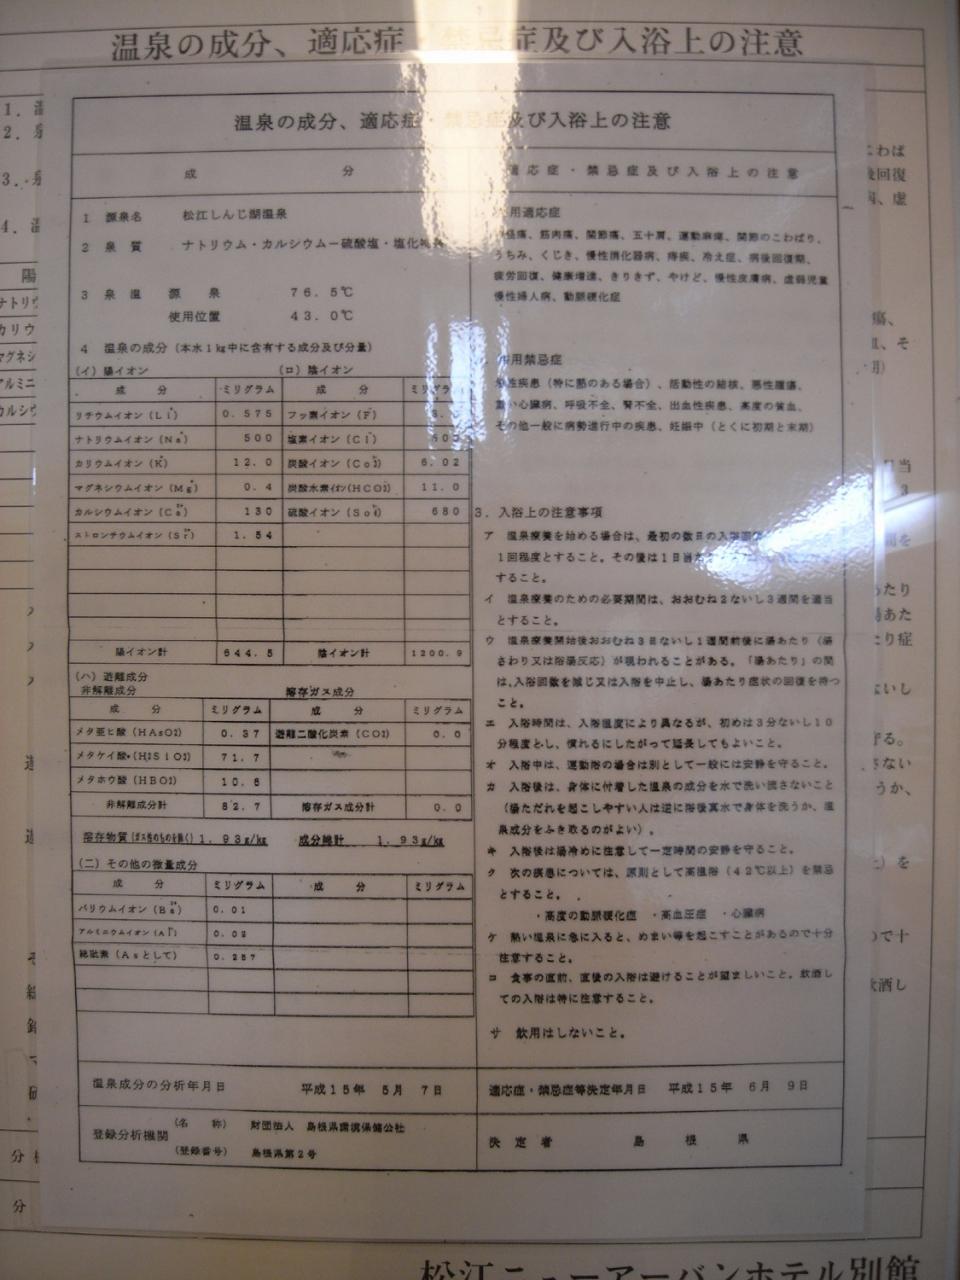 温泉の成分、適応症・禁忌症及び入浴上の注意
温泉の成分、適応症・禁忌症及び入浴上の注意
成 分
適応症・禁忌症及び入浴上の注意
1 源泉名 松江しんじ湖温泉
2 泉質 ナトリウム・カルシウム－硫酸塩・塩化物
3 泉温 源泉 76.5℃
使用位置 43.0℃
4 温泉の成分（本水1kg中に含有する成分及び分量）
（イ）陽イオン （ロ）陰イオン
成 分 ミリグラム 成 分 ミリグラム
リチウムイオン（Li⁺） 0.575 フッ素イオン（F⁻）
ナトリウムイオン（Na⁺） 500 塩素イオン（Cl⁻）
カリウムイオン（K⁺） 12.0 炭酸イオン（Co₃²⁻） 6.02
マグネシウムイオン（Mg²⁺） 0.4 炭酸水素イオン（HCO₃⁻） 11.0
カルシウムイオン（Ca²⁺） 130 硫酸イオン（So₄²⁻） 680
ストロンチウムイオン（Sr²⁺） 1.54
陽イオン計 644.5 陰イオン計 1200.9
（ハ）遊離成分
非解離成分 溶存ガス成分
成 分 ミリグラム 成 分 ミリグラム
メタ亜ヒ酸（HAsO₂） 0.37 遊離二酸化炭素（CO₂） 0.0
メタケイ酸（H₂SiO₃） 71.7
メタホウ酸（HBO₂） 10.6
非解離成分計 82.7 溶存ガス成分計 0.0
溶存物質（ガス性のものを除く）1.93g/kg 成分総計 1.93g/kg
（二）その他の微量成分
成 分 ミリグラム 成 分 ミリグラム
バリウムイオン（Ba²⁺） 0.01
アルミニウムイオン（Al³⁺） 0.02
総砒素（Asとして） 0.257
用適応症
筋肉痛、関節痛、五十肩、運動麻痺、関節のこわばり、
うちみ、くじき、慢性消化器病、痔疾、冷え症、病後回復期、
疲労回復、健康増進、きりきず、やけど、慢性皮膚病、虚弱児童
慢性婦人病、動脈硬化症
用禁忌症
急性疾患（特に熱のある場合）、活動性の結核、悪性腫瘍、
重い心臓病、呼吸不全、腎不全、出血性疾患、高度の貧血、
その他一般に病勢進行中の疾患、妊娠中（とくに初期と末期）
3．入浴上の注意事項
ア 温泉療養を始める場合は、最初の数日の入浴回
1回程度とすること。その後は1日当
すること。
イ 温泉療養のための必要期間は、おおむね2ないし3週間を適当
とすること。
ウ 温泉療養開始後おおむね3日ないし1週間前後に湯あたり（湯
さわり又は浴湯反応）が現われることがある。「湯あたり」の間
は、入浴回数を減じ又は入浴を中止し、湯あたり症状の回復を待つ
こと。
エ 入浴時間は、入浴温度により異なるが、初めは3分ないし10
分程度とし、慣れるにしたがって延長してもよいこと。
オ 入浴中は、運動浴の場合は別として一般には安静を守ること。
カ 入浴後は、身体に付着した温泉の成分を水で洗い流さないこと
（湯ただれを起こしやすい人は逆に浴後真水で身体を洗うか、温
泉成分をふき取るのがよい）。
キ 入浴後は湯冷めに注意して一定時間の安静を守ること。
ク 次の疾患については、原則として高温浴（42℃以上）を禁忌
とすること。
・高度の動脈硬化症 ・高血圧症 ・心臓病
ケ 熱い温泉に急に入ると、めまい等を起こすことがあるので十分
注意すること。
コ 食事の直前、直後の入浴は避けることが望ましいこと。飲酒し
ての入浴は特に注意すること。
サ 飲用はしないこと。
温泉成分の分析年月日 平成15年 5月 7日
適応症・禁忌症等決定年月日 平成15年 6月 9日
登録分析機関 （名 称） 財団法人 島根県環境保健公社
（登録番号） 島根県第2号
決定者 島根県
松江ニューアーバンホテル別館